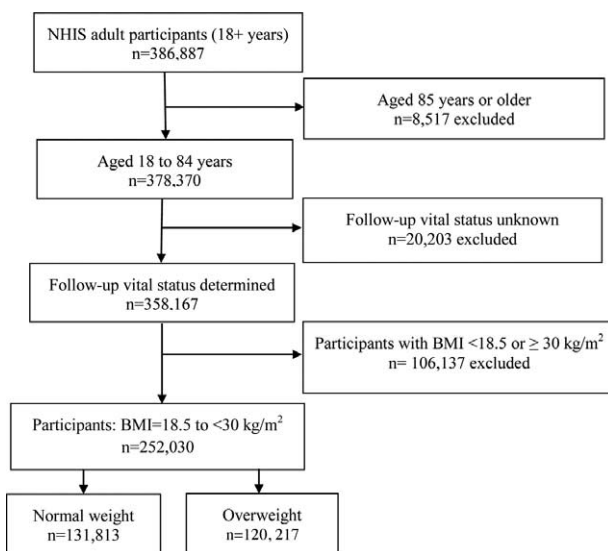 NHIS adult participants (18+ years)
n=386,887
Aged 85 years or older
n=8,517 excluded
Aged 18 to 84 years
n=378,370
Follow-up vital status unknown
n=20,203 excluded
Follow-up vital status determined
n=358,167
Participants with BMI <18.5 or ≥ 30 kg/m²
n= 106,137 excluded
Participants: BMI=18.5 to <30 kg/m²
n=252,030
Normal weight
n=131,813
Overweight
n=120, 217